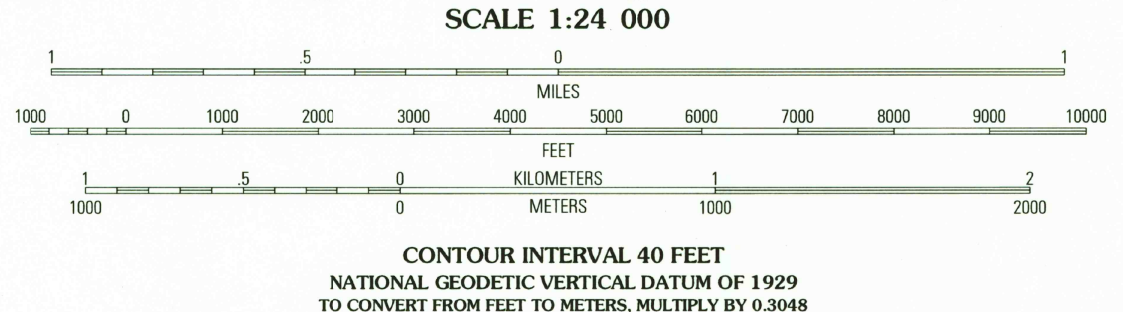 SCALE 1:24 000
1 .5 0 1
MILES
1000 0 1000 2000 3000 4000 5000 6000 7000 8000 9000 10000
FEET
1 .5 0 KILOMETERS 1 2
1000 0 METERS 1000 2000
CONTOUR INTERVAL 40 FEET
NATIONAL GEODETIC VERTICAL DATUM OF 1929
TO CONVERT FROM FEET TO METERS, MULTIPLY BY 0.3048